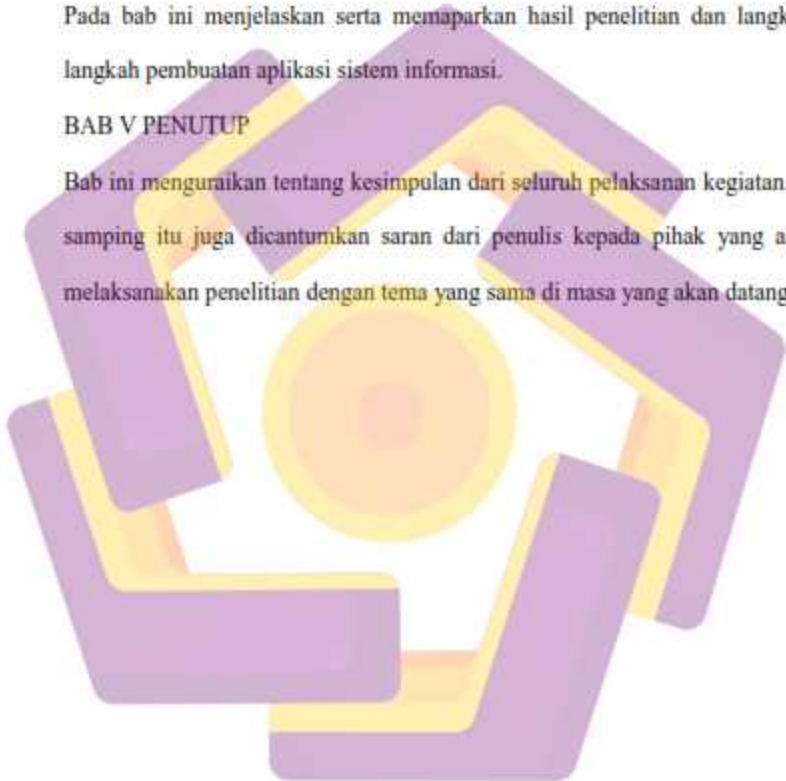 Pada bab ini menjelaskan serta memaparkan hasil penelitian dan langk
langkah pembuatan aplikasi sistem informasi.
BAB V PENUTUP
Bab ini menguraikan tentang kesimpulan dari seluruh pelaksanan kegiatan
samping itu juga dicantumkan saran dari penulis kepada pihak yang a
melaksanakan penelitian dengan tema yang sama di masa yang akan datang